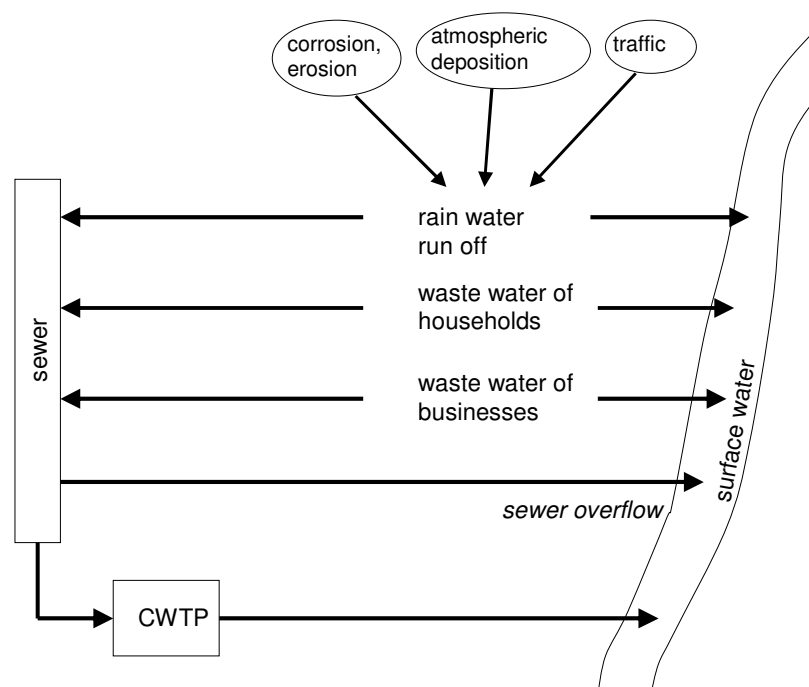 corrosion,
erosion
atmospheric
deposition
traffic
rain water
run off
waste water of
households
waste water of
businesses
sewer
surface water
sewer overflow
CWTP